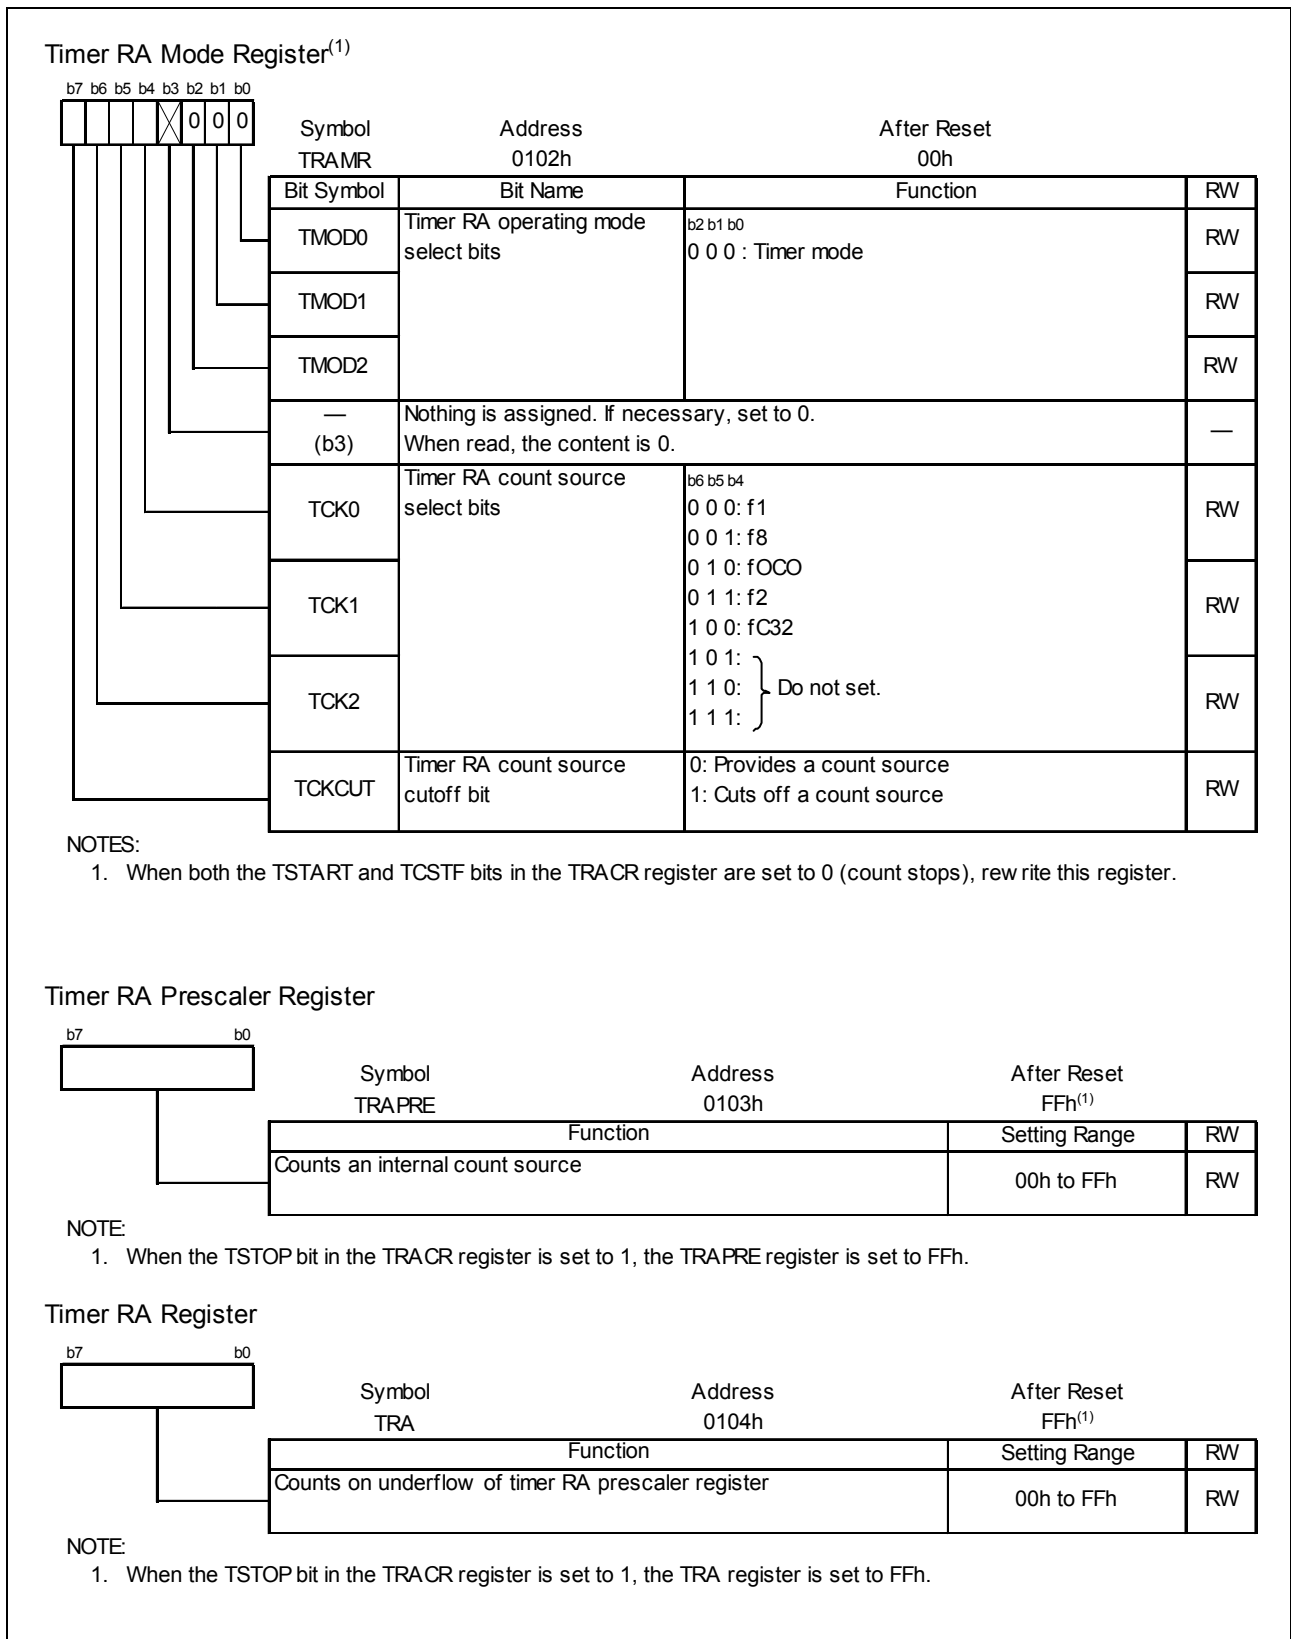 Timer RA Mode Register(1)
b7 b6 b5 b4 b3 b2 b1 b0
0 0 0
Symbol Address After Reset
TRAMR 0102h 00h
Bit Symbol Bit Name Function RW
TMOD0 Timer RA operating mode select bits b2 b1 b0 RW
0 0 0 : Timer mode
TMOD1 RW
TMOD2 RW
— (b3) Nothing is assigned. If necessary, set to 0. —
When read, the content is 0.
TCK0 Timer RA count source select bits b6 b5 b4 RW
0 0 0: f1
0 0 1: f8
0 1 0: fOCO
TCK1 0 1 1: f2 RW
1 0 0: fC32
1 0 1:
TCK2 1 1 0: Do not set. RW
1 1 1:
TCKCUT Timer RA count source cutoff bit 0: Provides a count source RW
1: Cuts off a count source
NOTES:
1. When both the TSTART and TCSTF bits in the TRACR register are set to 0 (count stops), rewrite this register.
Timer RA Prescaler Register
b7 b0
Symbol Address After Reset
TRAPRE 0103h FFh(1)
Function Setting Range RW
Counts an internal count source 00h to FFh RW
NOTE:
1. When the TSTOP bit in the TRACR register is set to 1, the TRAPRE register is set to FFh.
Timer RA Register
b7 b0
Symbol Address After Reset
TRA 0104h FFh(1)
Function Setting Range RW
Counts on underflow of timer RA prescaler register 00h to FFh RW
NOTE:
1. When the TSTOP bit in the TRACR register is set to 1, the TRA register is set to FFh.